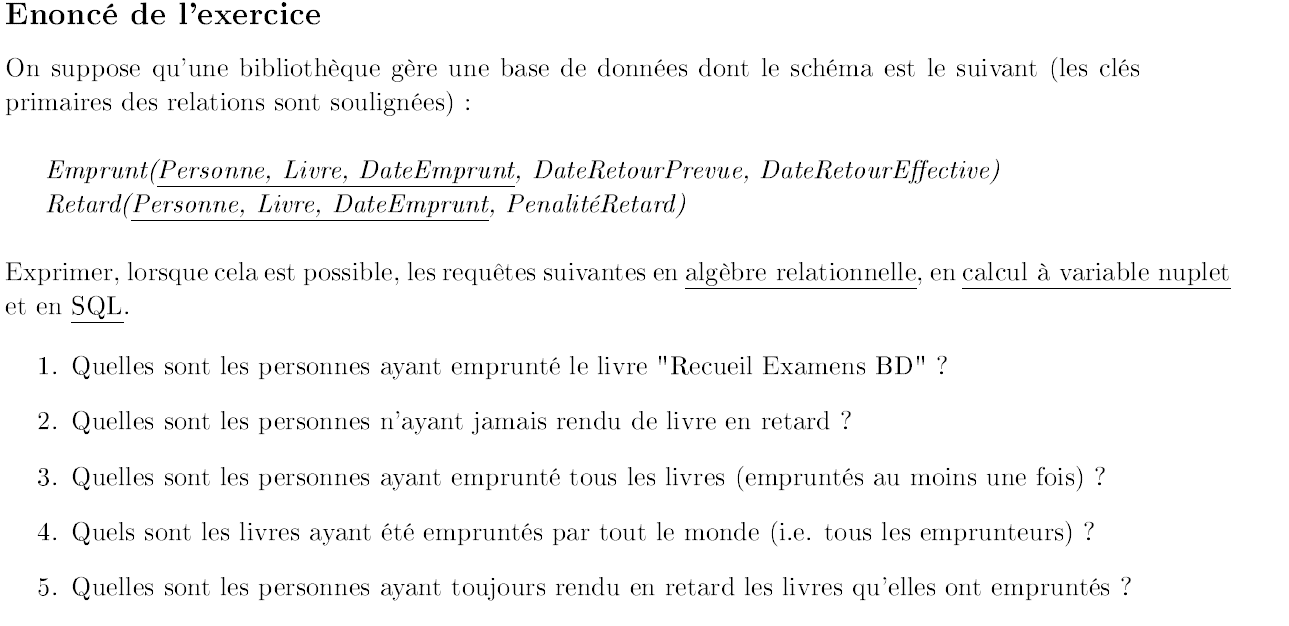 Enoncé de l'exercice
On suppose qu'une bibliothèque gère une base de données dont le schéma est le suivant (les clés
primaires des relations sont soulignées) :
Emprunt(Personne, Livre, DateEmprunt, DateRetourPrevue, DateRetourEffective)
Retard(Personne, Livre, DateEmprunt, PenalitéRetard)
Exprimer, lorsque cela est possible, les requêtes suivantes en algèbre relationnelle, en calcul à variable nuplet
et en SQL.
1. Quelles sont les personnes ayant emprunté le livre "Recueil Examens BD" ?
2. Quelles sont les personnes n'ayant jamais rendu de livre en retard ?
3. Quelles sont les personnes ayant emprunté tous les livres (empruntés au moins une fois) ?
4. Quels sont les livres ayant été empruntés par tout le monde (i.e. tous les emprunteurs) ?
5. Quelles sont les personnes ayant toujours rendu en retard les livres qu'elles ont empruntés ?